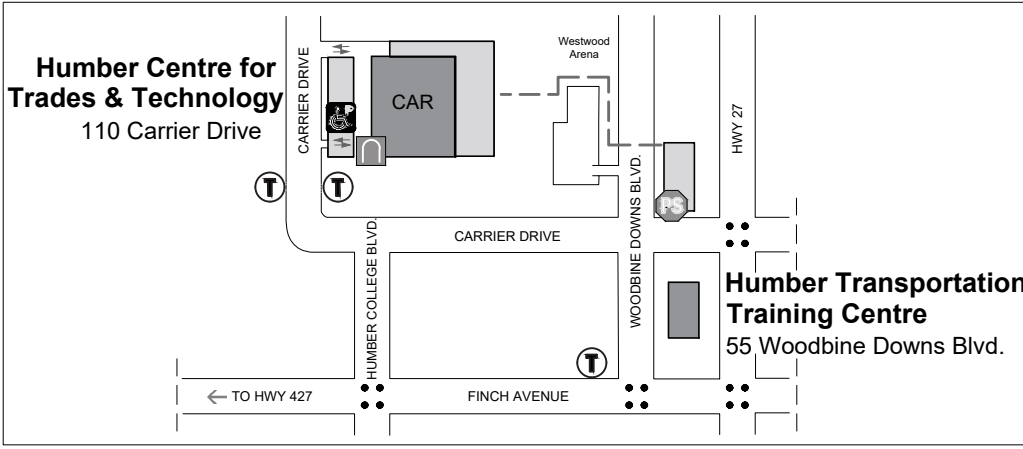 Humber Centre for
Trades & Technology
110 Carrier Drive
CARRIER DRIVE
CAR
Westwood
Arena
HWY 27
T
T
PS
WOODBINE DOWNS BLVD.
HUMBER COLLEGE BLVD.
CARRIER DRIVE
Humber Transportation
Training Centre
55 Woodbine Downs Blvd.
T
TO HWY 427
FINCH AVENUE